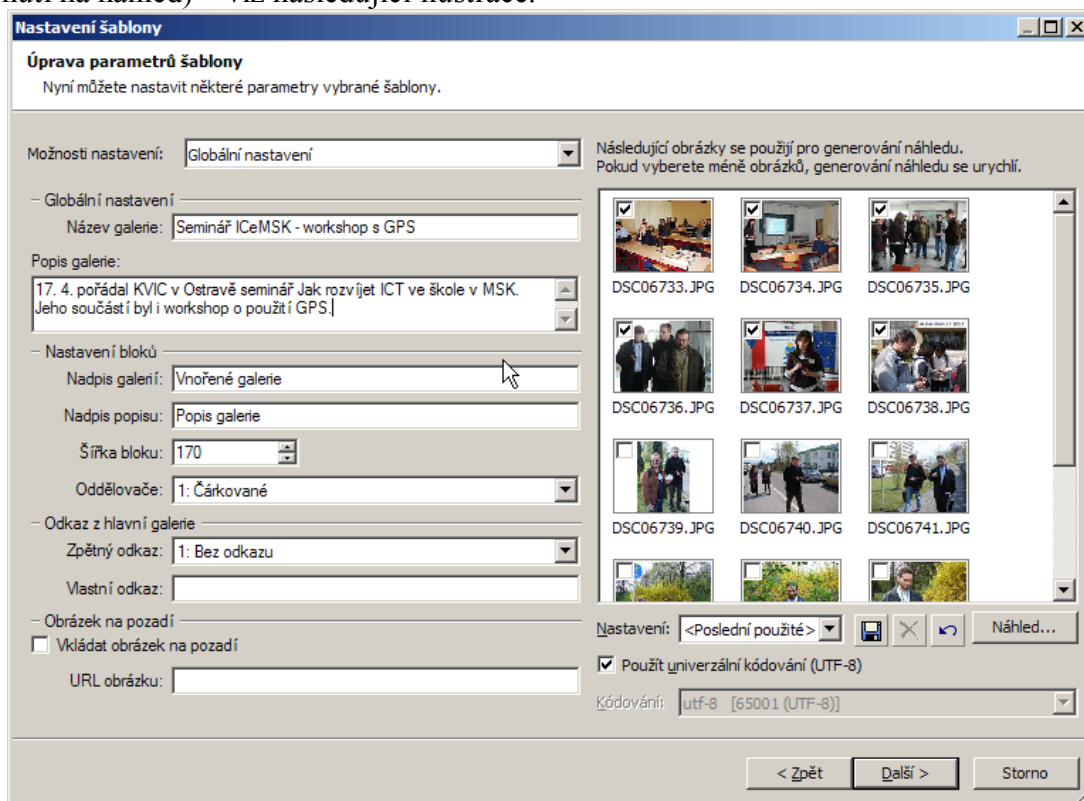 nutí na náhled) – viz následující ilustrace:
Nastavení šablony
Úprava parametrů šablony
Nyní můžete nastavit některé parametry vybrané šablony.
Možnosti nastavení: Globální nastavení
Globální nastavení
Název galerie: Seminář ICeMSK - workshop s GPS
Popis galerie:
17. 4. pořádal KVIC v Ostravě seminář Jak rozvíjet ICT ve škole v MSK.
Jeho součástí byl i workshop o použití GPS.
Nastavení bloků
Nadpis galerií: Vnořené galerie
Nadpis popisu: Popis galerie
Šířka bloku: 170
Oddělovače: 1: Čárkované
Odkaz z hlavní galerie
Zpětný odkaz: 1: Bez odkazu
Vlastní odkaz:
Obrázek na pozadí
Vkládat obrázek na pozadí
URL obrázku:
Následující obrázky se použijí pro generování náhledu.
Pokud vyberete méně obrázků, generování náhledu se urychlí.
DSC06733.JPG DSC06734.JPG DSC06735.JPG
DSC06736.JPG DSC06737.JPG DSC06738.JPG
DSC06739.JPG DSC06740.JPG DSC06741.JPG
Nastavení: <Poslední použité> Náhled...
Použít univerzální kódování (UTF-8)
Kódování: utf-8 [65001 (UTF-8)]
< Zpět Další > Storno